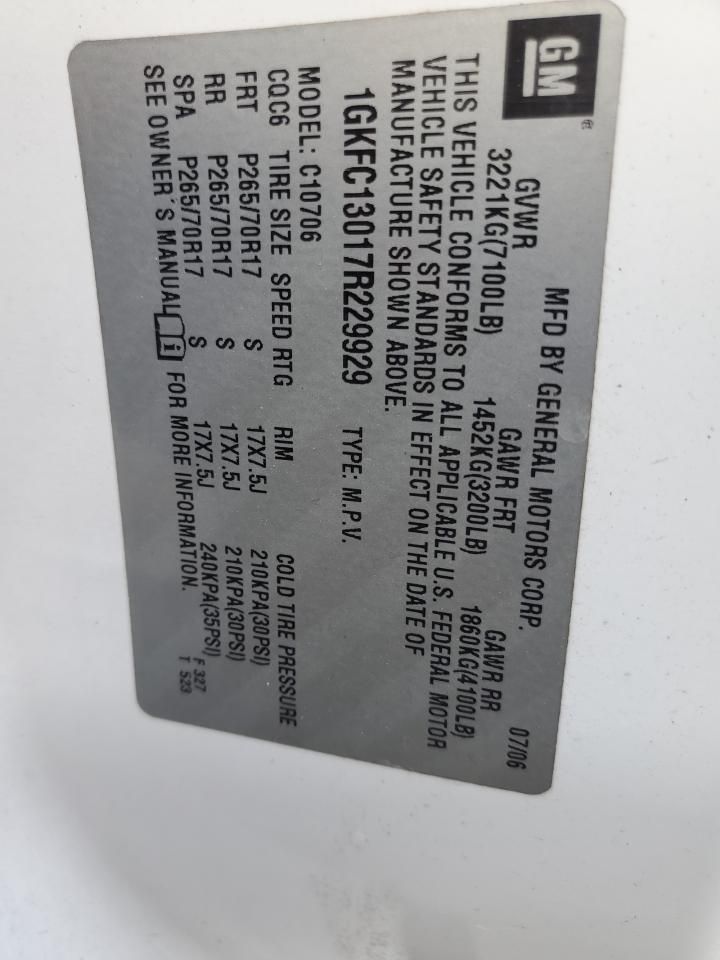 GM®
MFD BY GENERAL MOTORS CORP. 07/06
GVWR GAWR FRT GAWR RR
3221KG(7100LB) 1452KG(3200LB) 1860KG(4100LB)
THIS VEHICLE CONFORMS TO ALL APPLICABLE U.S. FEDERAL MOTOR
VEHICLE SAFETY STANDARDS IN EFFECT ON THE DATE OF
MANUFACTURE SHOWN ABOVE.
1GKFC13017R229929 TYPE: M.P.V.
MODEL: C10706
CQC6 TIRE SIZE SPEED RTG RIM COLD TIRE PRESSURE
FRT P265/70R17 S 17X7.5J 210KPA(30PSI)
RR P265/70R17 S 17X7.5J 210KPA(30PSI)
SPA P265/70R17 S 17X7.5J 240KPA(35PSI)
SEE OWNER'S MANUAL i FOR MORE INFORMATION.
F 327
T 523